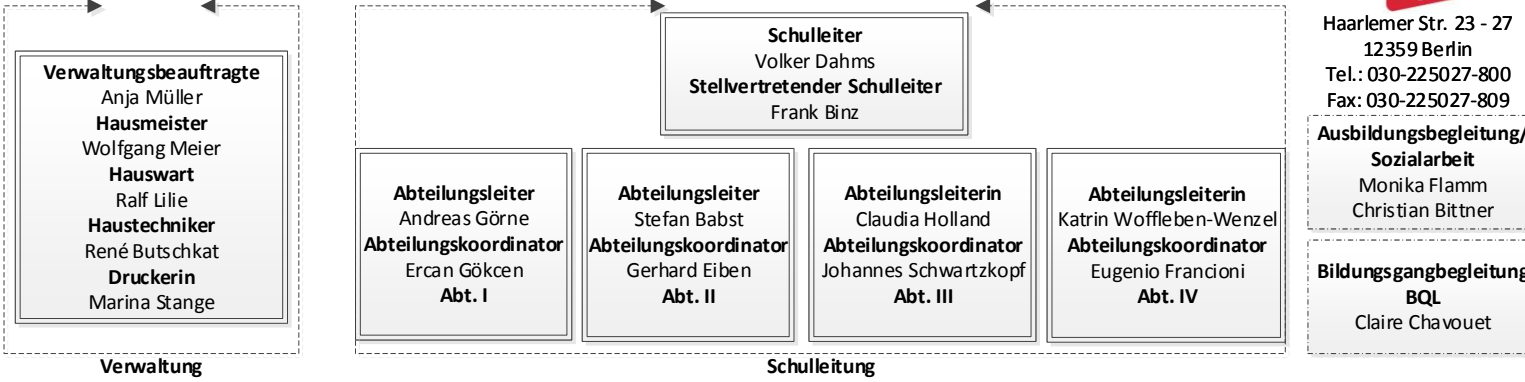 Verwaltungsbeauftragte
Anja Müller
Hausmeister
Wolfgang Meier
Hauswart
Ralf Lilie
Haustechniker
René Butschkat
Druckerin
Marina Stange
Verwaltung
Schulleiter
Volker Dahms
Stellvertretender Schulleiter
Frank Binz
Abteilungsleiter
Andreas Görne
Abteilungskoordinator
Ercan Gökcen
Abt. I
Abteilungsleiter
Stefan Babst
Abteilungskoordinator
Gerhard Eiben
Abt. II
Abteilungsleiterin
Claudia Holland
Abteilungskoordinator
Johannes Schwartzkopf
Abt. III
Abteilungsleiterin
Katrin Woffleben-Wenzel
Abteilungskoordinator
Eugenio Francioni
Abt. IV
Schulleitung
Haarlemer Str. 23 - 27
12359 Berlin
Tel.: 030-225027-800
Fax: 030-225027-809
Ausbildungsbegleitung/
Sozialarbeit
Monika Flamm
Christian Bittner
Bildungsgangbegleitung
BQL
Claire Chavouet